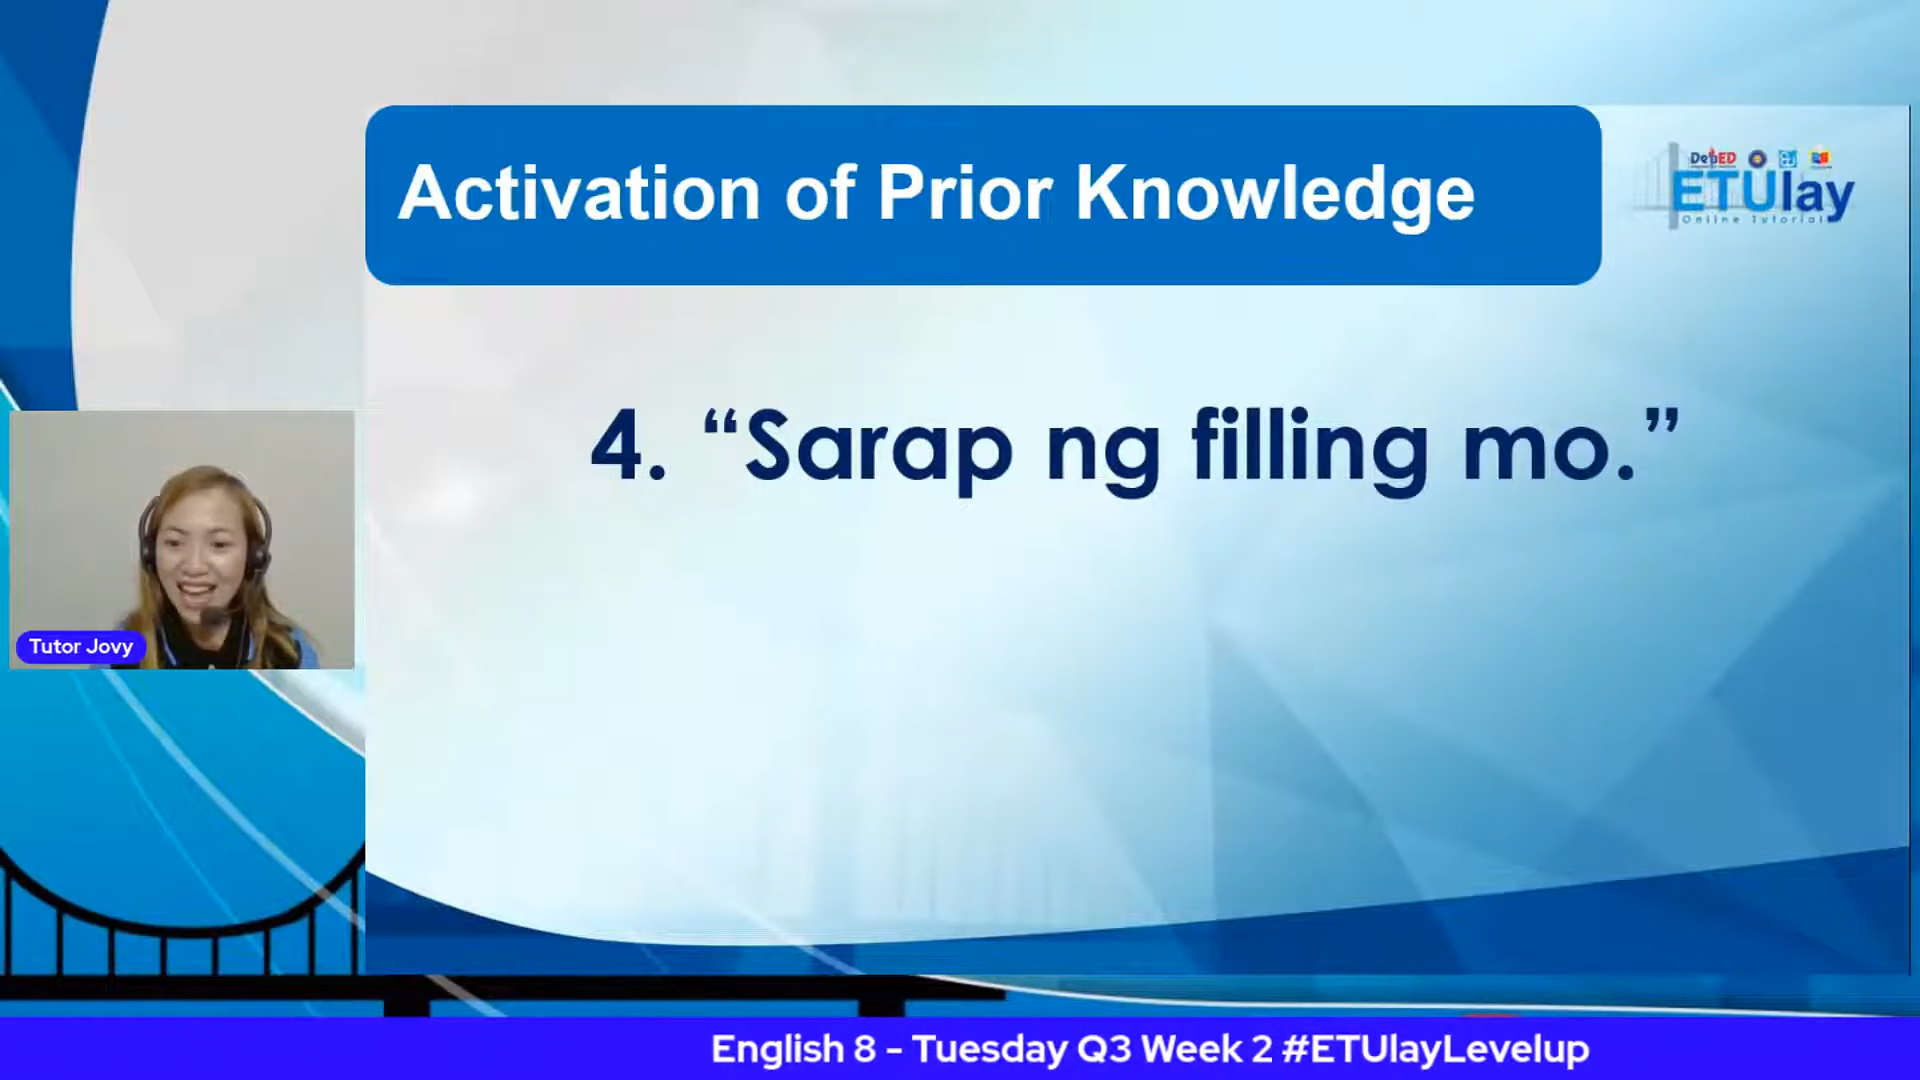 Activation of Prior Knowledge
DepED
ETUlay
Online Tutorial
4. “Sarap ng filling mo.”
Tutor Jovy
English 8 - Tuesday Q3 Week 2 #ETUlayLevelup